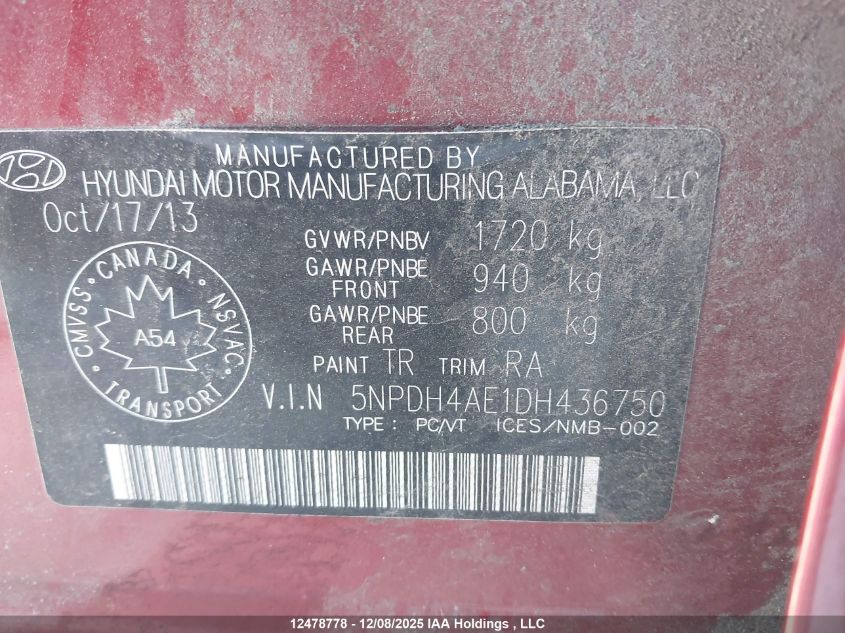 MANUFACTURED BY
HYUNDAI MOTOR MANUFACTURING ALABAMA, LLC
Oct/17/13
GVWR/PNBV 1720 kg
GAWR/PNBE FRONT 940 kg
GAWR/PNBE REAR 800 kg
CANADA
CMVSS NSVAC
A54
TRANSPORT
PAINT TR TRIM RA
V.I.N 5NPDH4AE1DH436750
TYPE : PC/VT ICES/NMB-002
12478778 - 12/08/2025 IAA Holdings , LLC